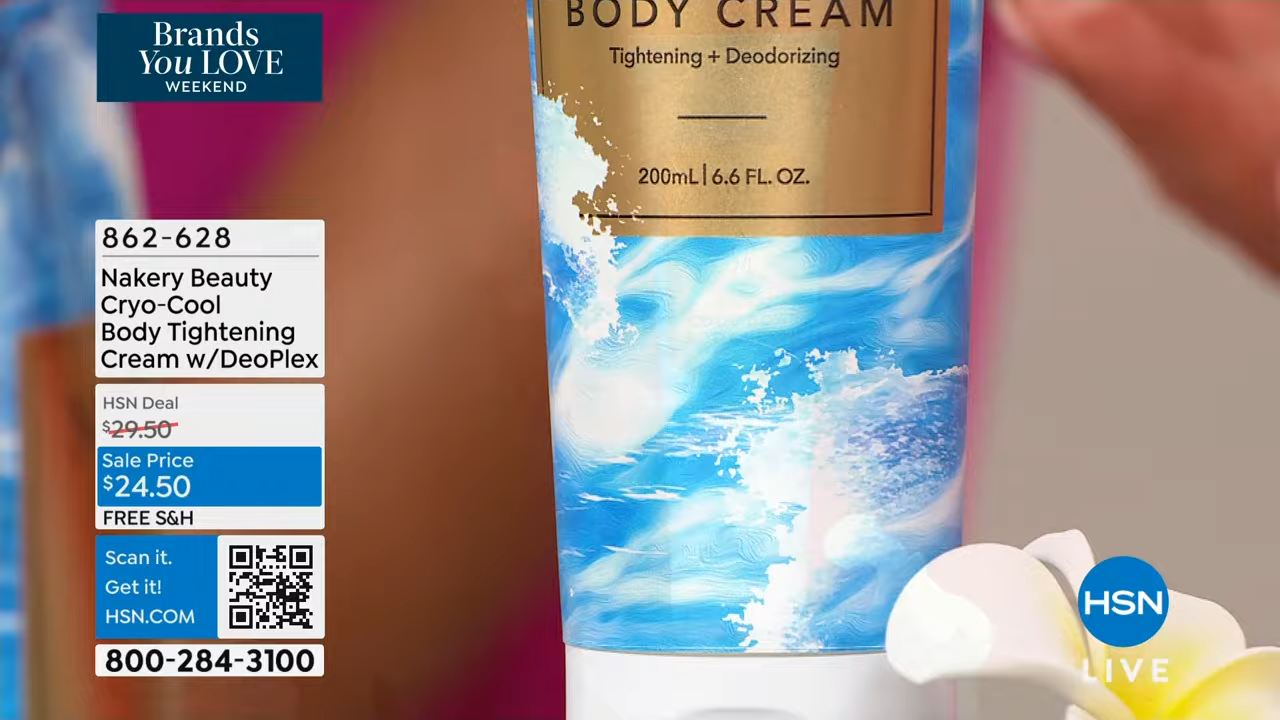 Brands
You LOVE
WEEKEND
862-628
Nakery Beauty
Cryo-Cool
Body Tightening
Cream w/DeoPlex
HSN Deal
$29.50
Sale Price
$24.50
FREE S&H
Scan it.
Get it!
HSN.COM
800-284-3100
BODY CREAM
Tightening + Deodorizing
200mL | 6.6 FL. OZ.
HSN
LIVE